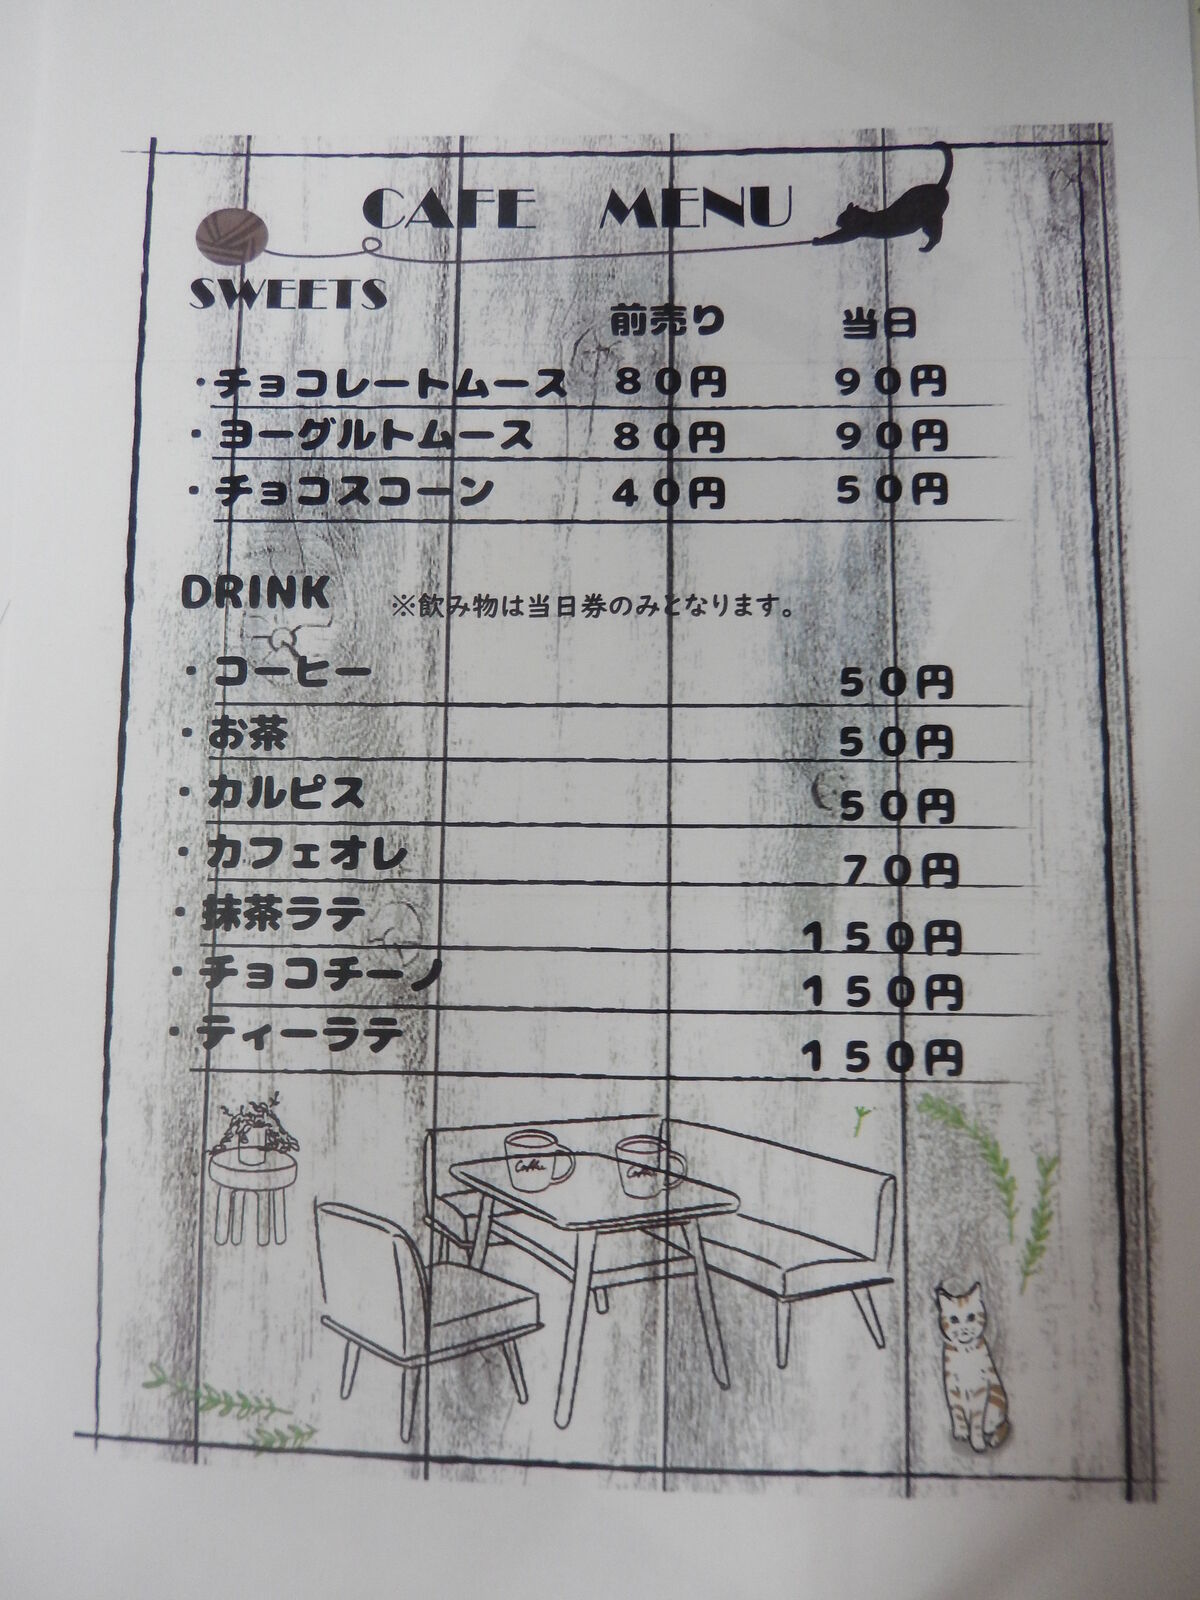 CAFE MENU
SWEETS
前売り 当日
・チョコレートムース 80円 90円
・ヨーグルトムース 80円 90円
・チョコスコーン 40円 50円
DRINK ※飲み物は当日券のみとなります。
・コーヒー 50円
・お茶 50円
・カルピス 50円
・カフェオレ 70円
・抹茶ラテ 150円
・チョコチーノ 150円
・ティーラテ 150円
Coffee Coffee